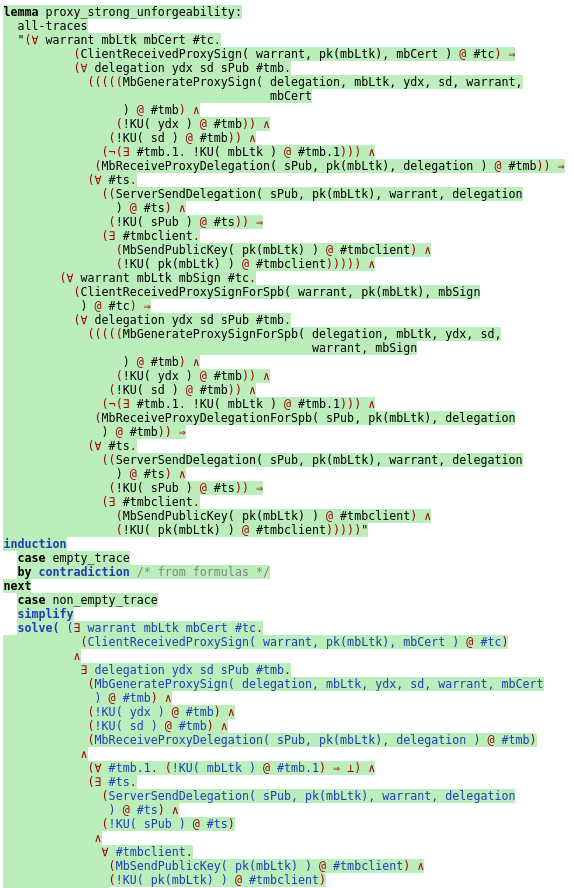 lemma proxy_strong_unforgeability:
all-traces
"(∀ warrant mbLtk mbCert #tc.
(ClientReceivedProxySign( warrant, pk(mbLtk), mbCert ) @ #tc) ⇒
(∀ delegation ydx sd sPub #tmb.
(((((MbGenerateProxySign( delegation, mbLtk, ydx, sd, warrant,
mbCert
) @ #tmb) ∧
(!KU( ydx ) @ #tmb)) ∧
(!KU( sd ) @ #tmb)) ∧
(¬(∃ #tmb.1. !KU( mbLtk ) @ #tmb.1))) ∧
(MbReceiveProxyDelegation( sPub, pk(mbLtk), delegation ) @ #tmb)) ⇒
(∀ #ts.
((ServerSendDelegation( sPub, pk(mbLtk), warrant, delegation
) @ #ts) ∧
(!KU( sPub ) @ #ts)) ⇒
(∃ #tmbclient.
(MbSendPublicKey( pk(mbLtk) ) @ #tmbclient) ∧
(!KU( pk(mbLtk) ) @ #tmbclient))))) ∧
(∀ warrant mbLtk mbSign #tc.
(ClientReceivedProxySignForSpb( warrant, pk(mbLtk), mbSign
) @ #tc) ⇒
(∀ delegation ydx sd sPub #tmb.
(((((MbGenerateProxySignForSpb( delegation, mbLtk, ydx, sd,
warrant, mbSign
) @ #tmb) ∧
(!KU( ydx ) @ #tmb)) ∧
(!KU( sd ) @ #tmb)) ∧
(¬(∃ #tmb.1. !KU( mbLtk ) @ #tmb.1))) ∧
(MbReceiveProxyDelegationForSpb( sPub, pk(mbLtk), delegation
) @ #tmb)) ⇒
(∀ #ts.
((ServerSendDelegation( sPub, pk(mbLtk), warrant, delegation
) @ #ts) ∧
(!KU( sPub ) @ #ts)) ⇒
(∃ #tmbclient.
(MbSendPublicKey( pk(mbLtk) ) @ #tmbclient) ∧
(!KU( pk(mbLtk) ) @ #tmbclient)))))"
induction
case empty_trace
by contradiction /* from formulas */
next
case non_empty_trace
simplify
solve( (∃ warrant mbLtk mbCert #tc.
(ClientReceivedProxySign( warrant, pk(mbLtk), mbCert ) @ #tc)
∧
∃ delegation ydx sd sPub #tmb.
(MbGenerateProxySign( delegation, mbLtk, ydx, sd, warrant, mbCert
) @ #tmb) ∧
(!KU( ydx ) @ #tmb) ∧
(!KU( sd ) @ #tmb) ∧
(MbReceiveProxyDelegation( sPub, pk(mbLtk), delegation ) @ #tmb)
∧
(∀ #tmb.1. (!KU( mbLtk ) @ #tmb.1) ⇒ ⊥) ∧
(∃ #ts.
(ServerSendDelegation( sPub, pk(mbLtk), warrant, delegation
) @ #ts) ∧
(!KU( sPub ) @ #ts)
∧
∀ #tmbclient.
(MbSendPublicKey( pk(mbLtk) ) @ #tmbclient) ∧
(!KU( pk(mbLtk) ) @ #tmbclient)